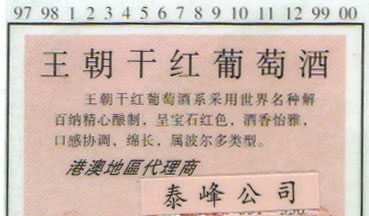 97 98 1 2 3 4 5 6 7 8 9 10 11 12 99 00
王朝干红葡萄酒
王朝干红葡萄酒系采用世界名种解
百纳精心酿制，呈宝石红色，酒香怡雅，
口感协调，绵长，属波尔多类型。
港澳地區代理商
泰峰公司